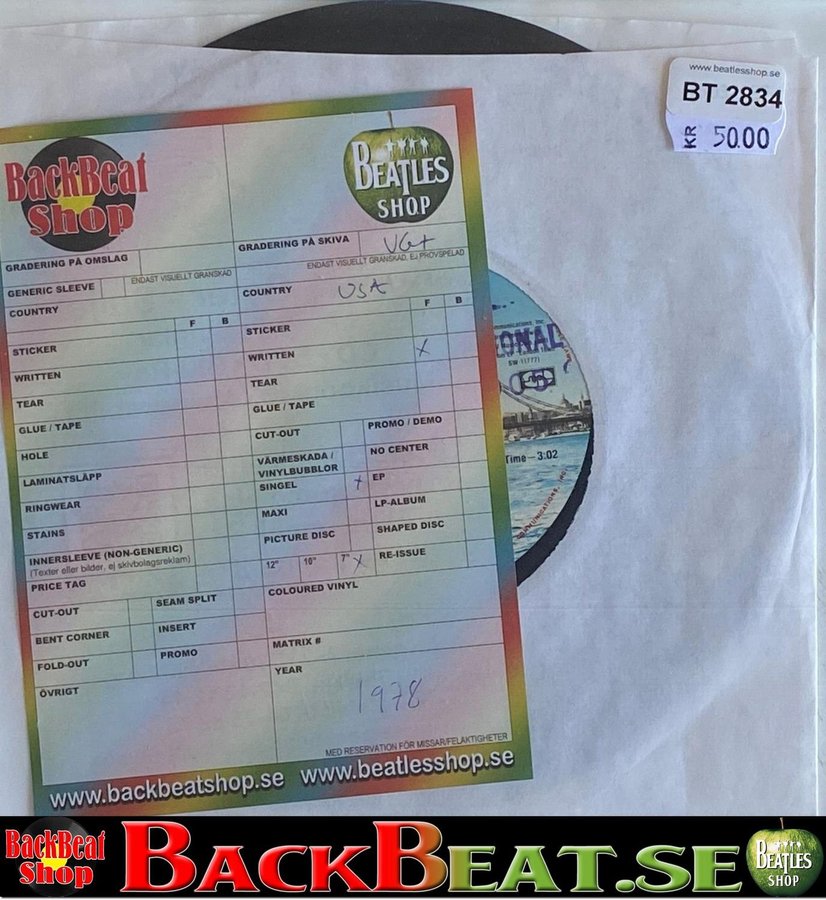 www.beatlesshop.se
BT 2834
KR 50.00
BackBeat
Shop
BEATLES
SHOP
GRADERING PÅ OMSLAG
ENDAST VISUELLT GRANSKAD
GENERIC SLEEVE
COUNTRY
F B
STICKER
WRITTEN
TEAR
GLUE / TAPE
HOLE
LAMINATSLÄPP
RINGWEAR
STAINS
INNERSLEEVE (NON-GENERIC)
(Texter eller bilder, ej skivbolagsreklam)
PRICE TAG
CUT-OUT SEAM SPLIT
BENT CORNER INSERT
FOLD-OUT PROMO
ÖVRIGT
GRADERING PÅ SKIVA VG+
ENDAST VISUELLT GRANSKAD, EJ PROVSPELAD
COUNTRY USA
F B
STICKER
WRITTEN X
TEAR
GLUE / TAPE
CUT-OUT PROMO / DEMO
VÄRMESKADA /
VINYLBUBBLOR NO CENTER
SINGEL X EP
MAXI LP-ALBUM
PICTURE DISC SHAPED DISC
12" 10" 7" X RE-ISSUE
COLOURED VINYL
MATRIX #
YEAR
1978
MED RESERVATION FÖR MISSAR/FELAKTIGHETER
www.backbeatshop.se www.beatlesshop.se
ONAL
SW-11777)
Time – 3:02
BackBeat
Shop
BACKBEAT.SE
BEATLES
SHOP